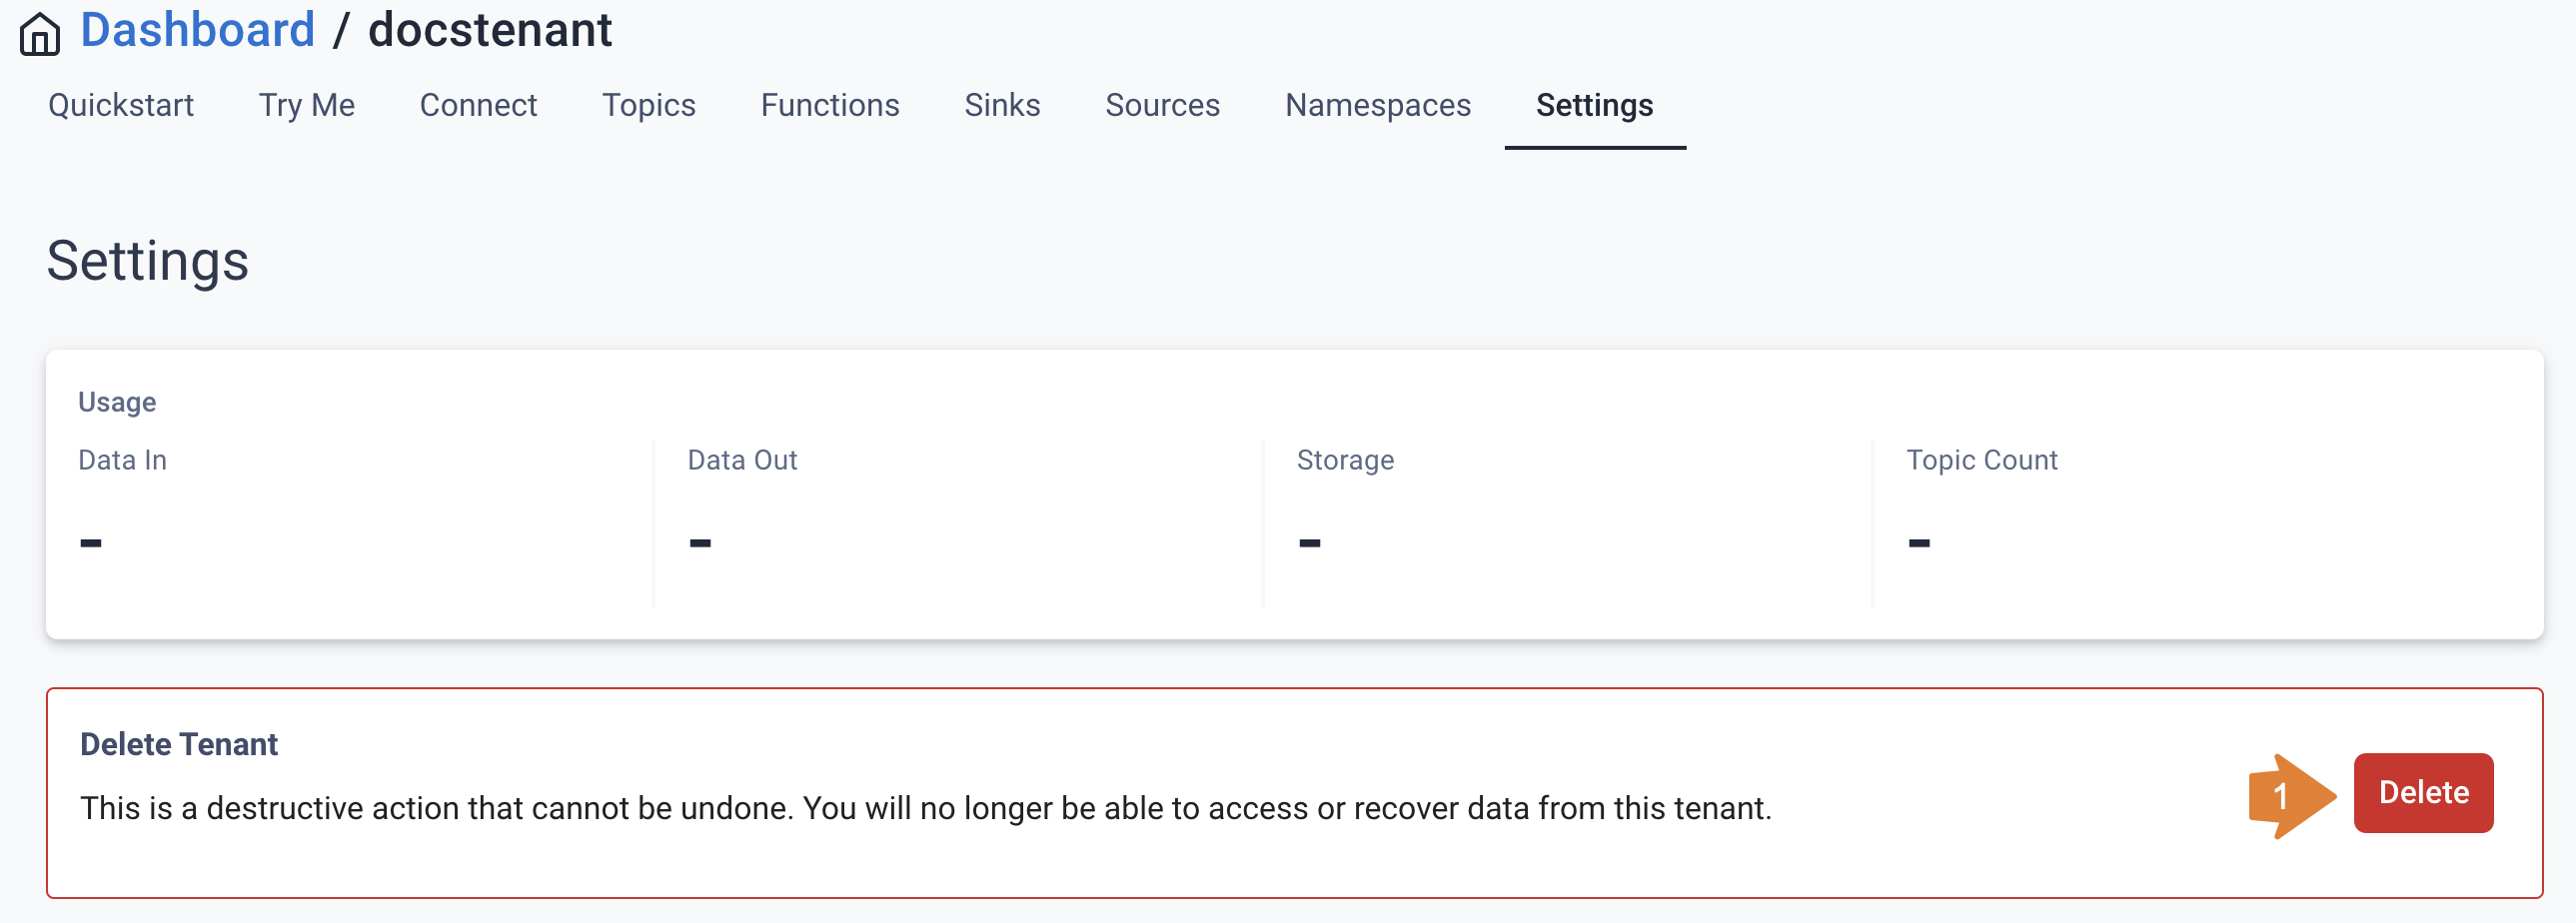 Dashboard / docstenant
Quickstart Try Me Connect Topics Functions Sinks Sources Namespaces Settings
Settings
Usage
Data In Data Out Storage Topic Count
- - - -
Delete Tenant
This is a destructive action that cannot be undone. You will no longer be able to access or recover data from this tenant.
1 Delete